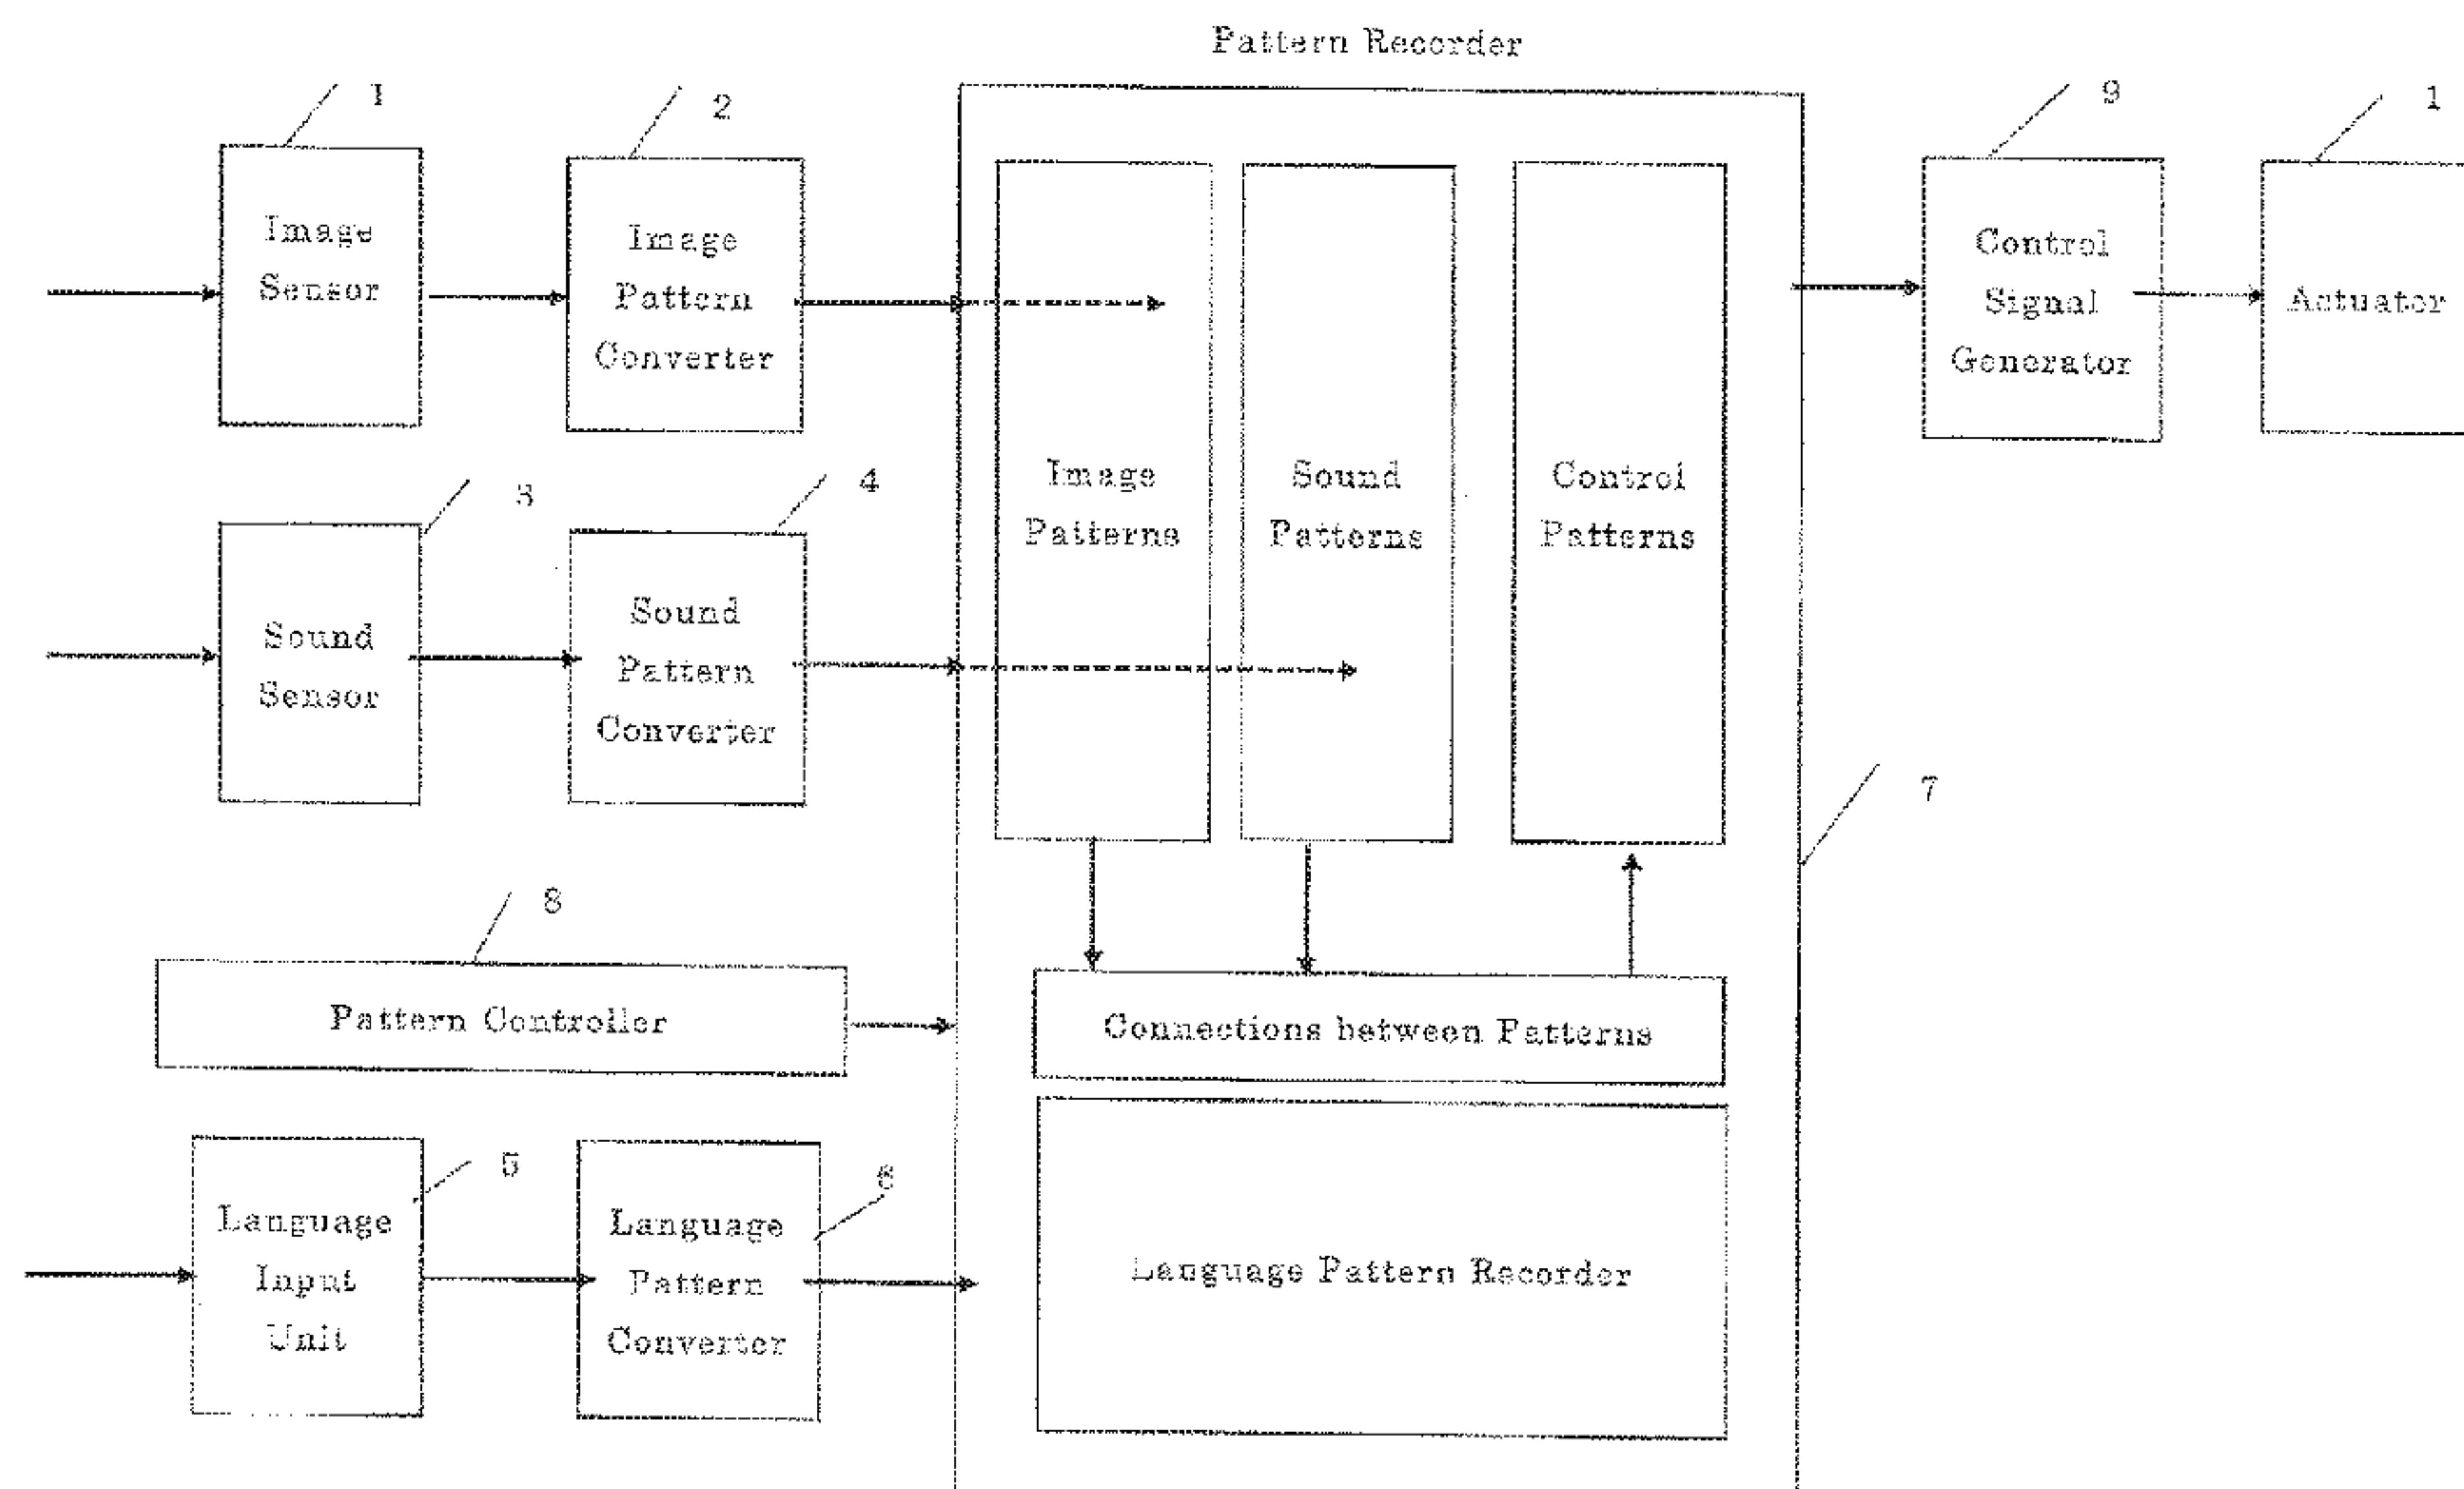 Pattern Recorder
1
2
9
1
Image
Sensor
Image
Pattern
Converter
Control
Signal
Generator
Actuator
Image
Patterns
Sound
Patterns
Control
Patterns
3
4
Sound
Sensor
Sound
Pattern
Converter
7
8
Pattern Controller
Connections between Patterns
5
6
Language
Input
Unit
Language
Pattern
Converter
Language Pattern Recorder